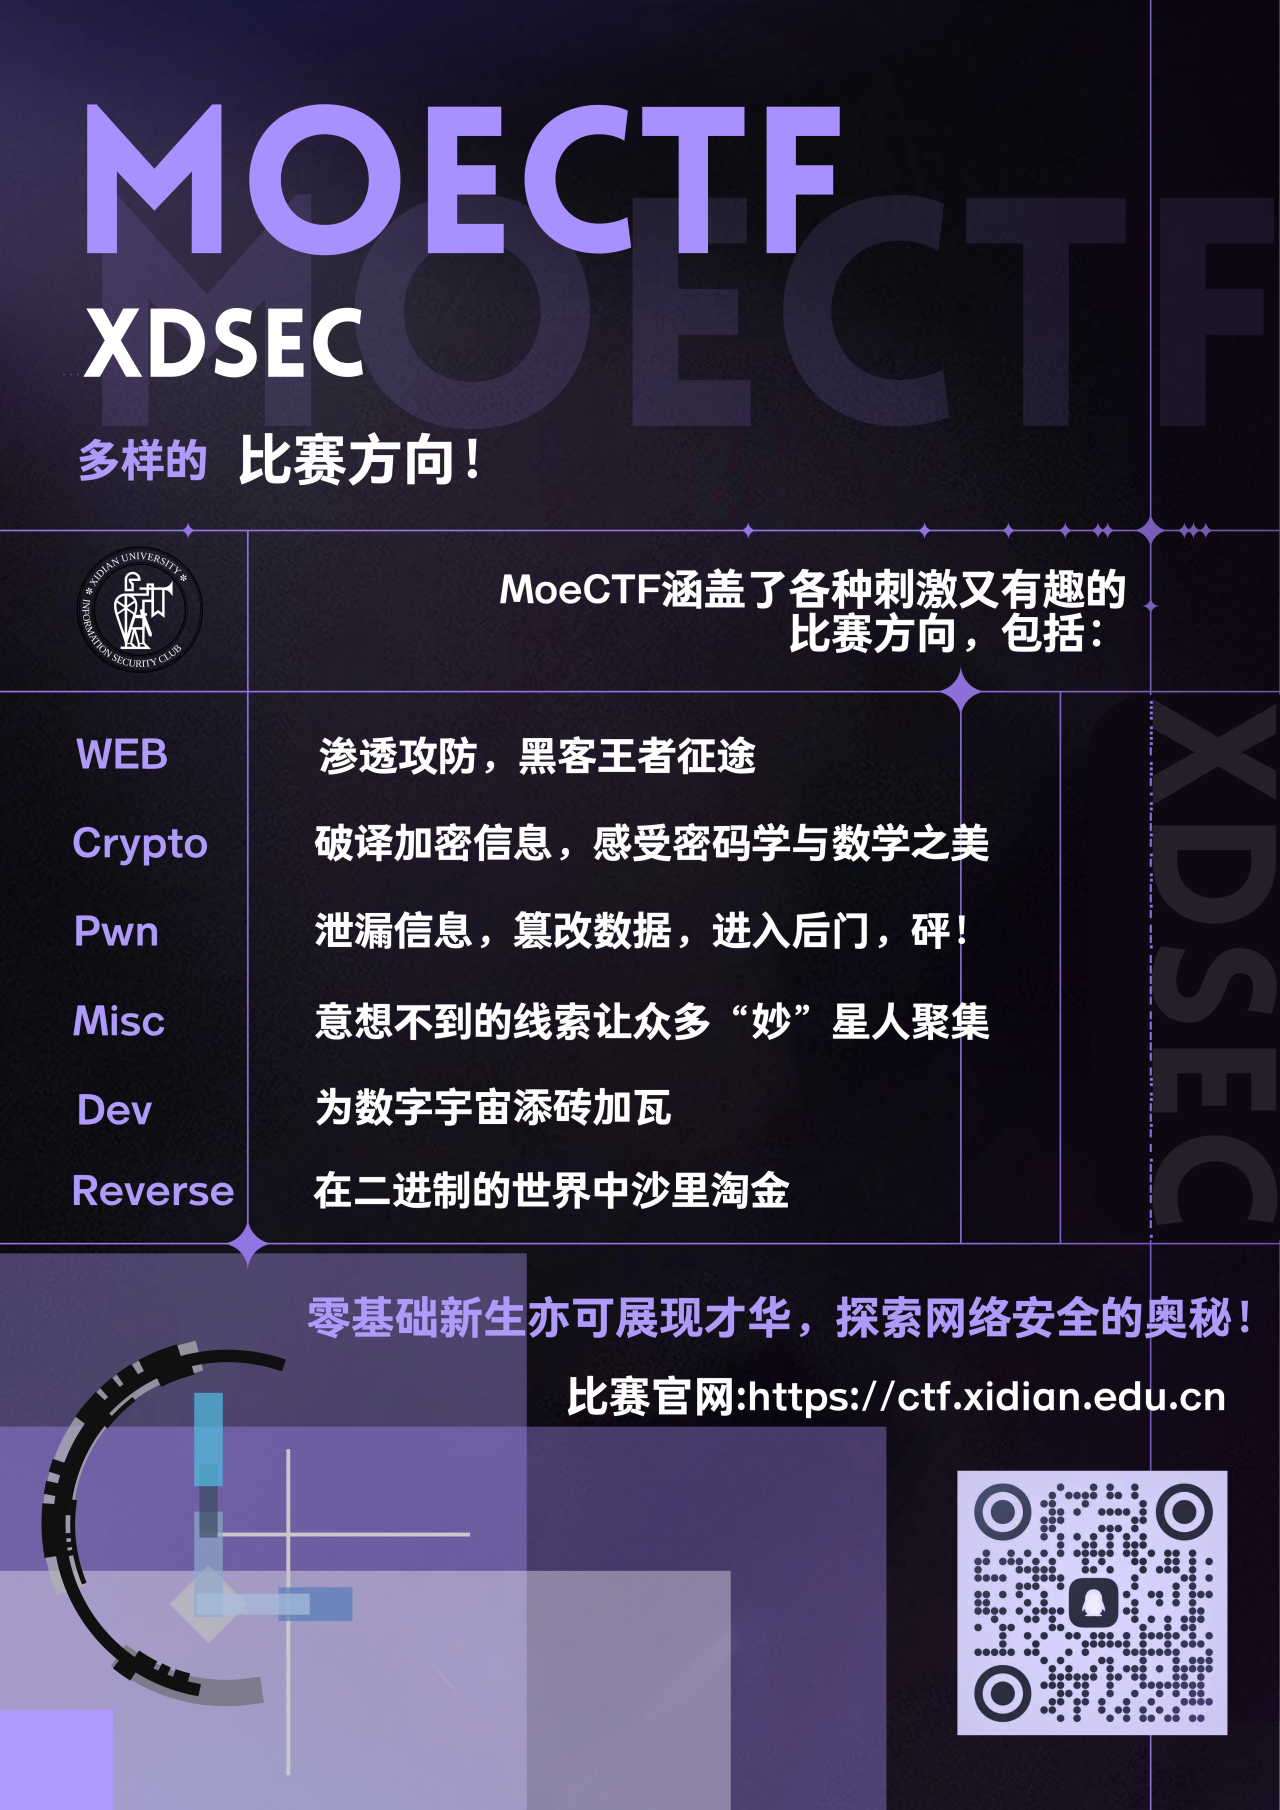 MOECTF
MOECTF
XDSEC
多样的 比赛方向！
XIDIAN UNIVERSITY
INFORMATION SECURITY CLUB
MoeCTF涵盖了各种刺激又有趣的
比赛方向，包括：
WEB 渗透攻防，黑客王者征途
Crypto 破译加密信息，感受密码学与数学之美
Pwn 泄漏信息，篡改数据，进入后门，砰！
Misc 意想不到的线索让众多“妙”星人聚集
Dev 为数字宇宙添砖加瓦
Reverse 在二进制的世界中沙里淘金
XDSEC
零基础新生亦可展现才华，探索网络安全的奥秘！
比赛官网:https://ctf.xidian.edu.cn